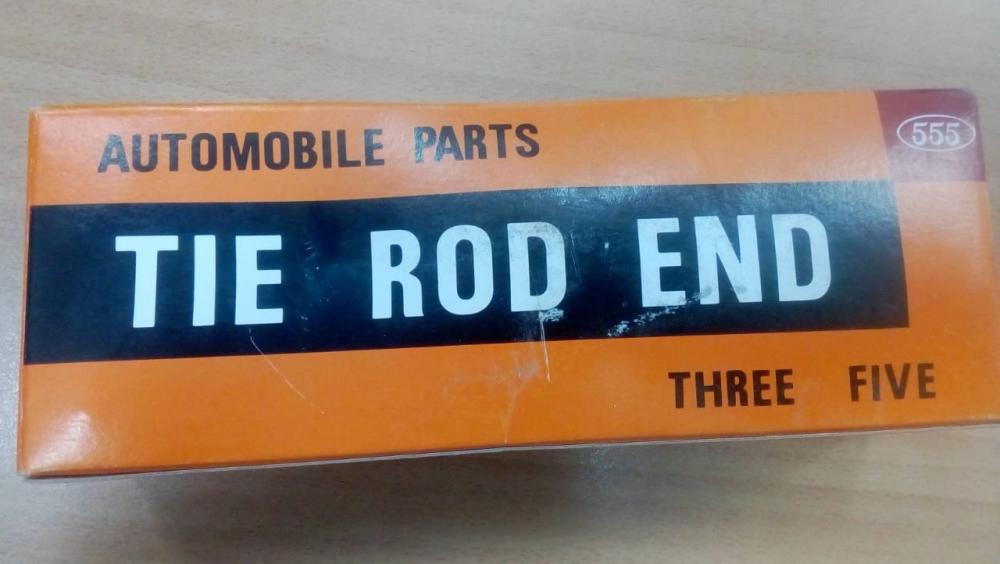 AUTOMOBILE PARTS
555
TIE ROD END
THREE FIVE